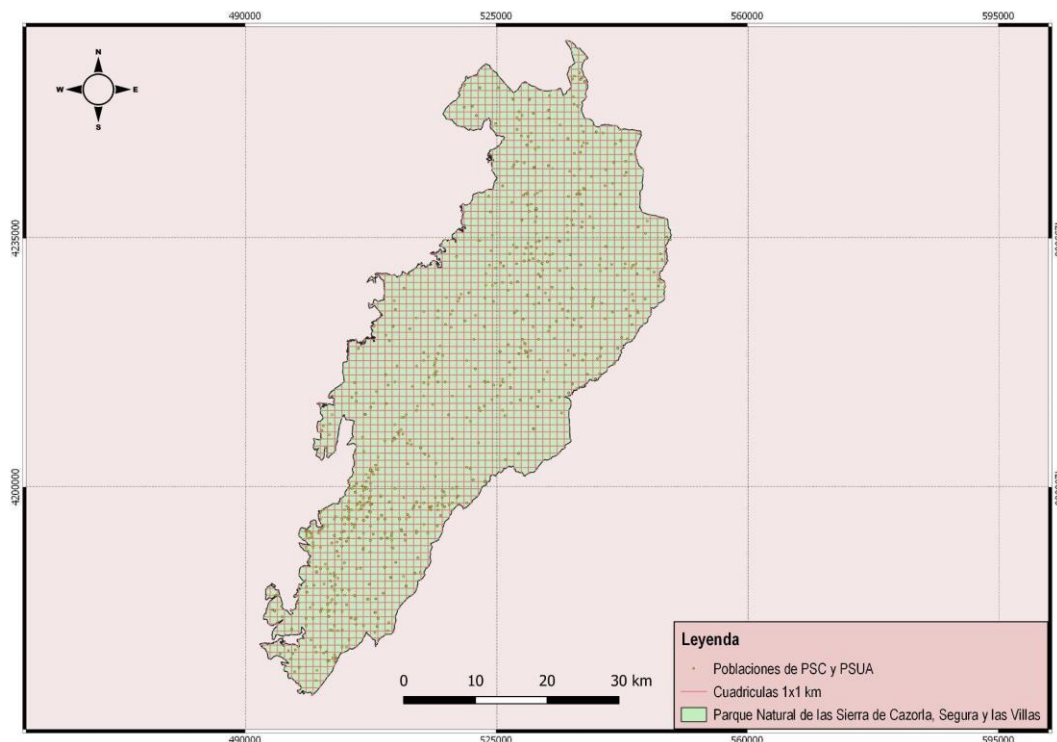 490000 525000 560000 595000
N
W E
S
4235000
4200000
Leyenda
Poblaciones de PSC y PSUA
Cuadriculas 1x1 km
Parque Natural de las Sierra de Cazorla, Segura y las Villas
0 10 20 30 km
490000 525000 560000 595000